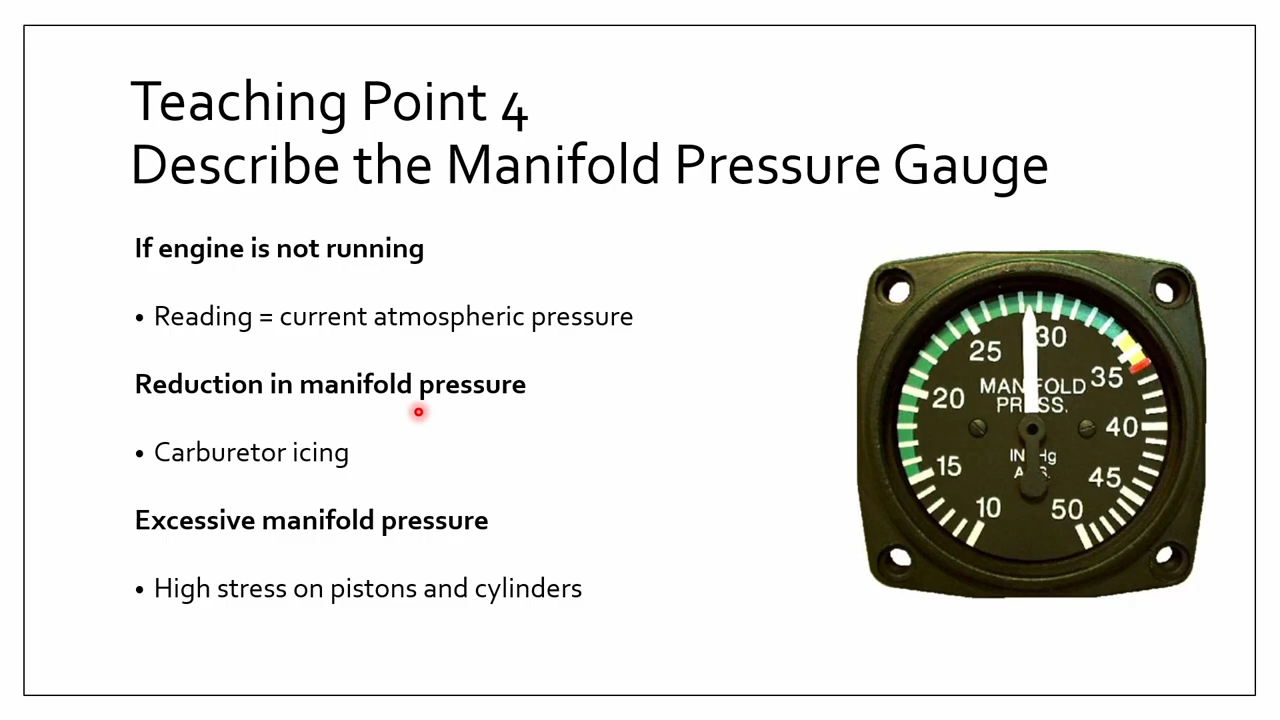 Teaching Point 4
Describe the Manifold Pressure Gauge
If engine is not running
• Reading = current atmospheric pressure
Reduction in manifold pressure
• Carburetor icing
Excessive manifold pressure
• High stress on pistons and cylinders
30
25
35
MANIFOLD
20
PRESS.
40
IN Hg
15
45
10
50